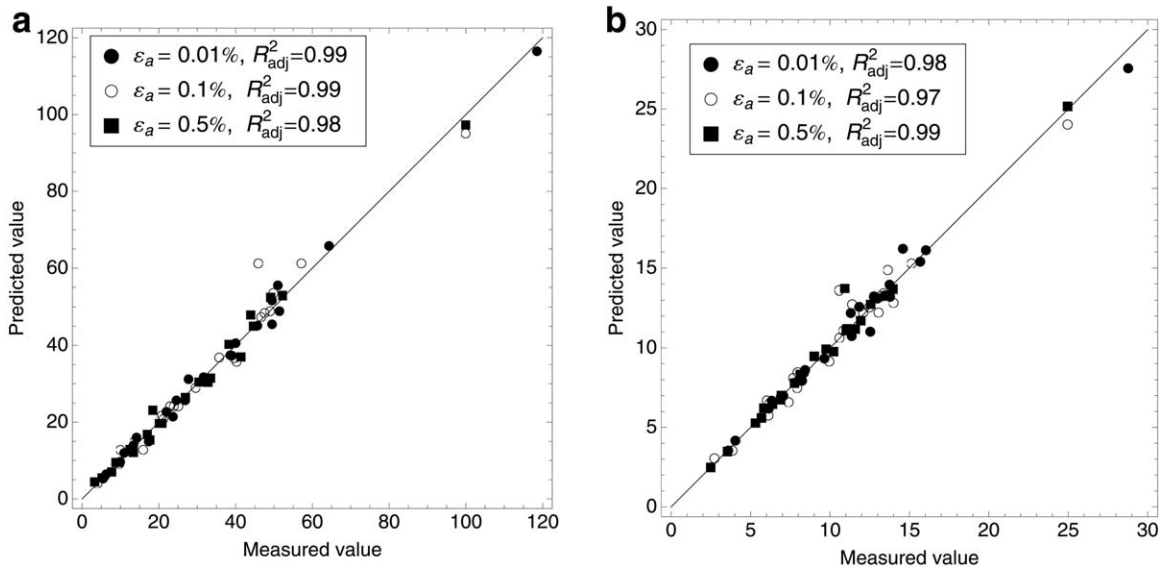 a
120
100
80
60
40
20
0
0 20 40 60 80 100 120
Predicted value
Measured value
εₐ = 0.01%, R²adj=0.99
εₐ = 0.1%, R²adj=0.99
εₐ = 0.5%, R²adj=0.98
b
30
25
20
15
10
5
0
0 5 10 15 20 25 30
Predicted value
Measured value
εₐ = 0.01%, R²adj=0.98
εₐ = 0.1%, R²adj=0.97
εₐ = 0.5%, R²adj=0.99